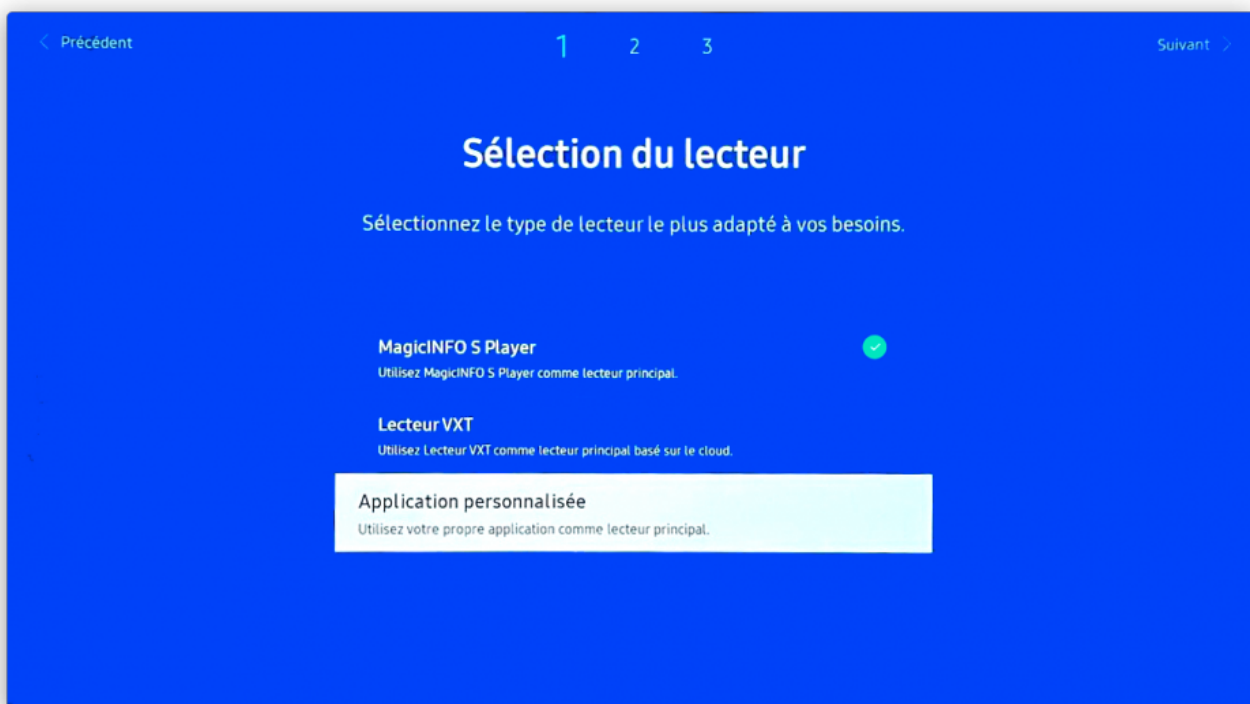 Précédent
1 2 3
Suivant
Sélection du lecteur
Sélectionnez le type de lecteur le plus adapté à vos besoins.
MagicINFO S Player
Utilisez MagicINFO S Player comme lecteur principal.
Lecteur VXT
Utilisez Lecteur VXT comme lecteur principal basé sur le cloud.
Application personnalisée
Utilisez votre propre application comme lecteur principal.